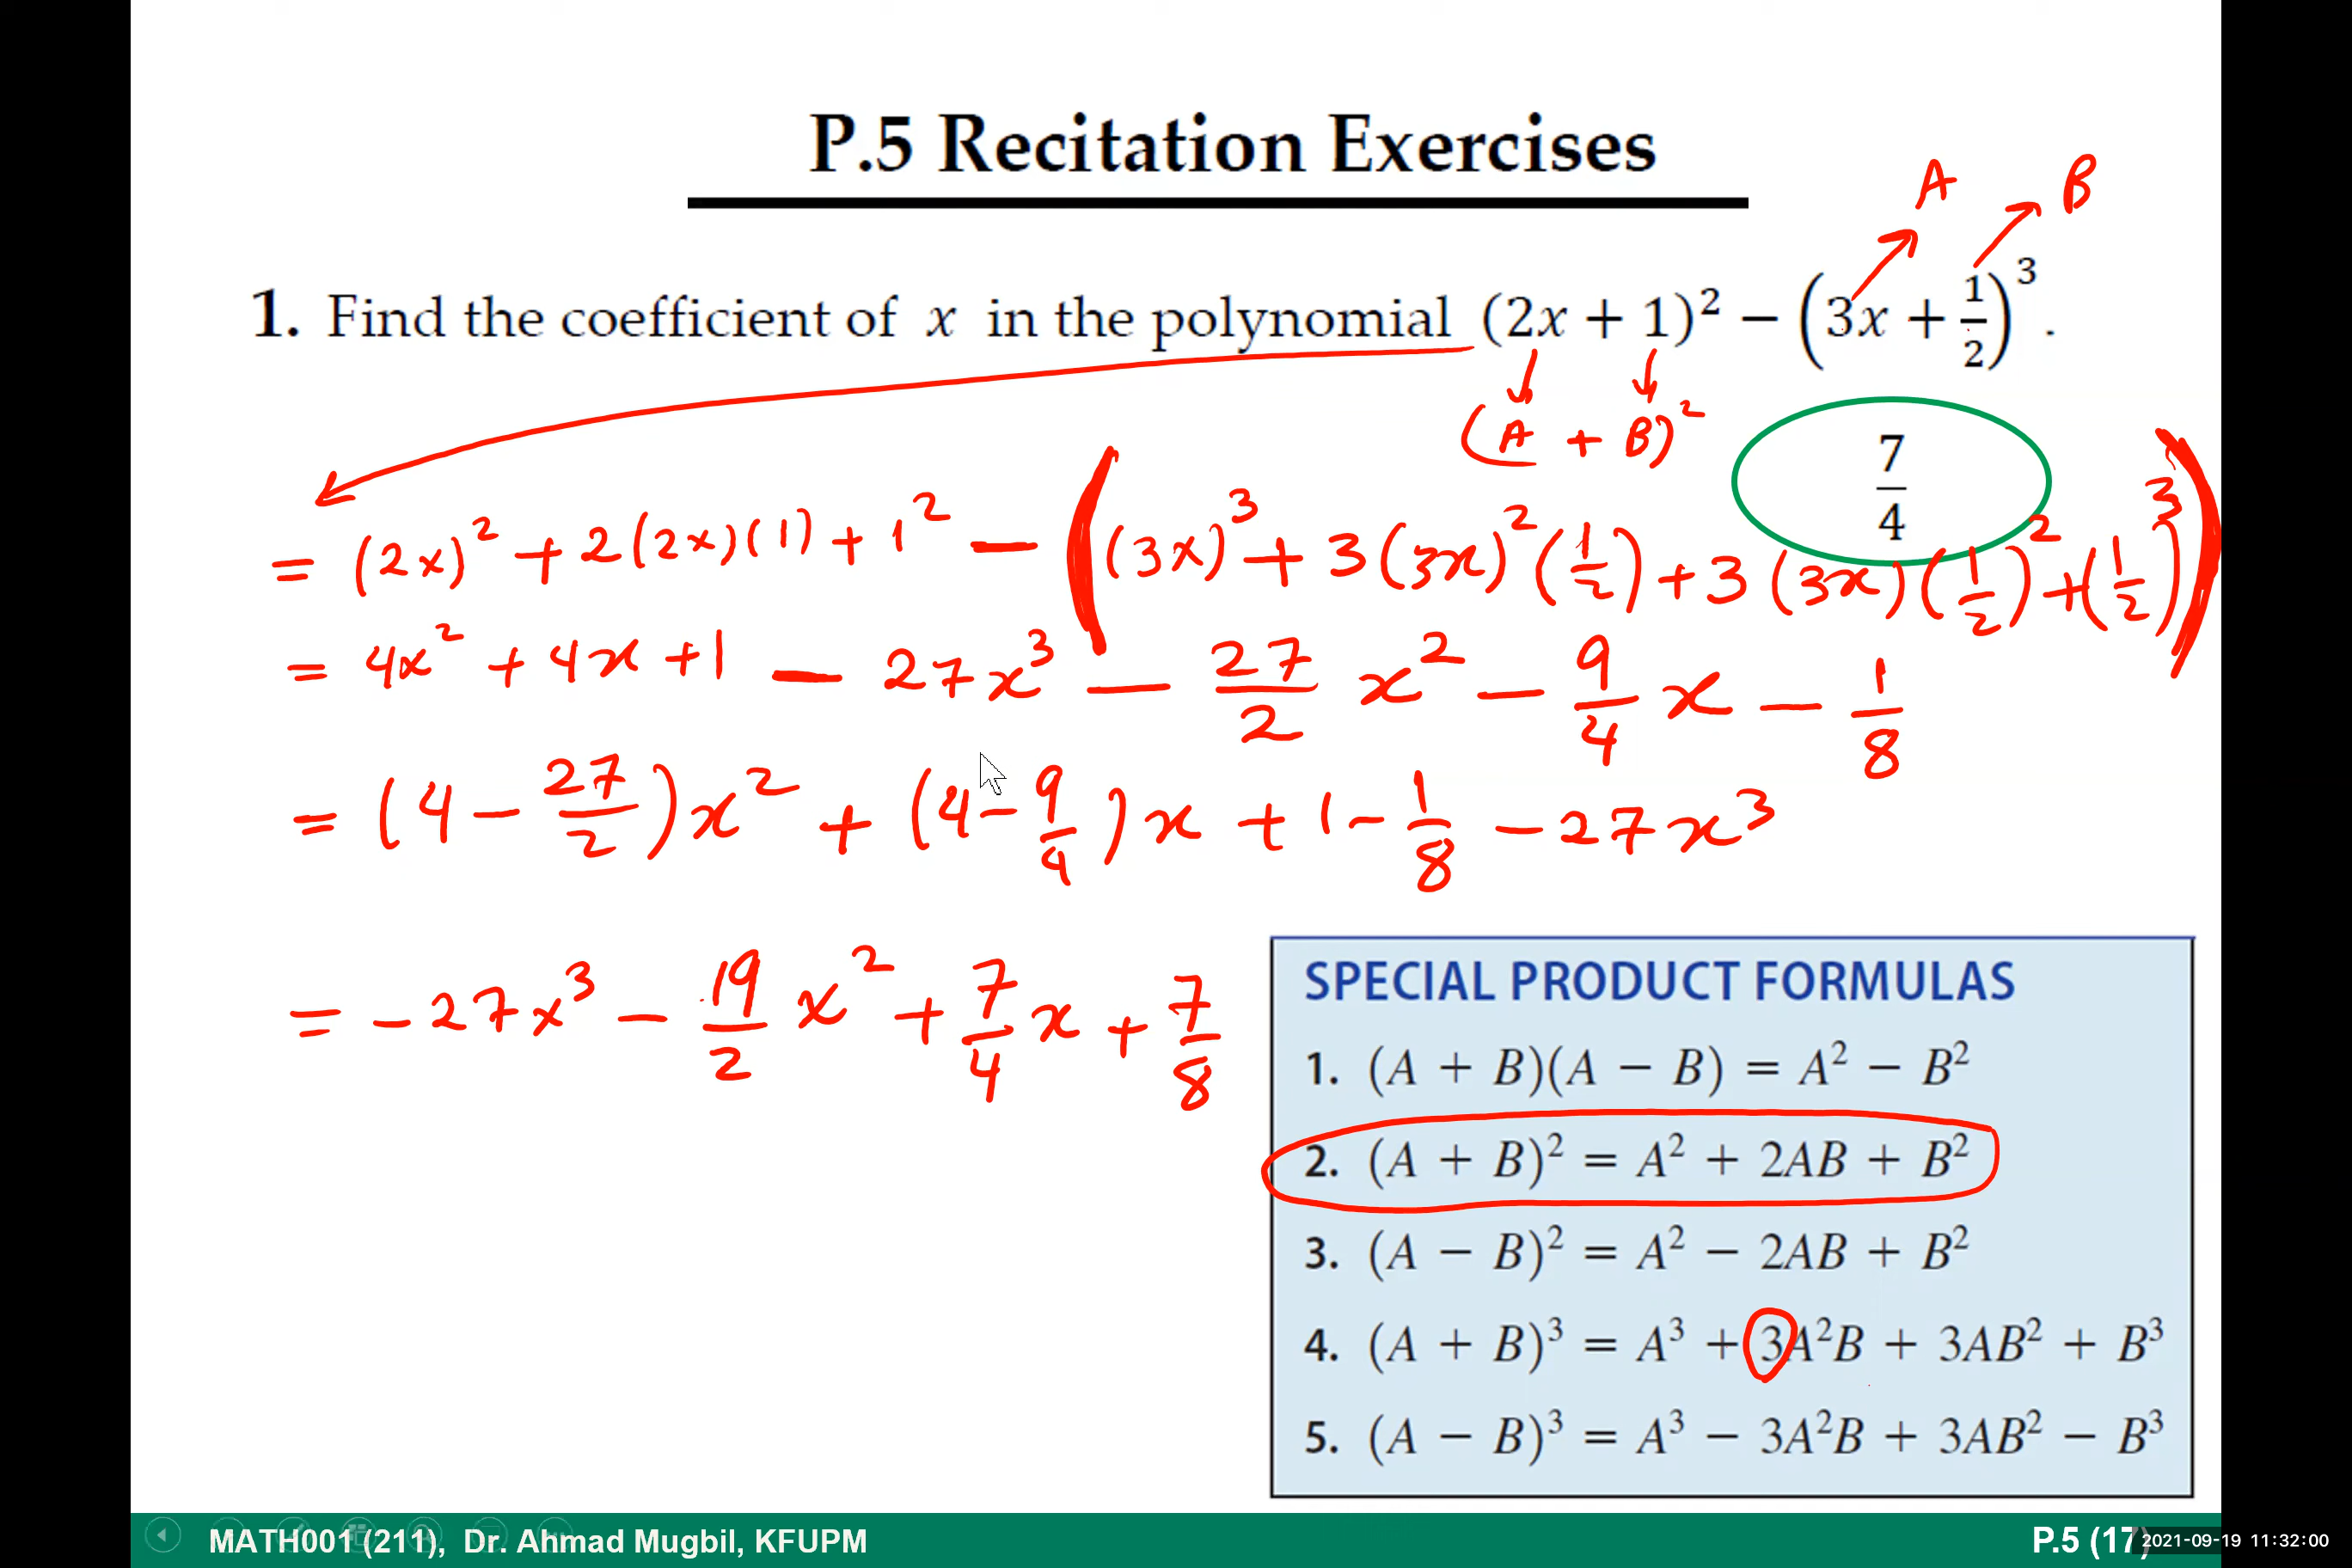 P.5 Recitation Exercises
A B
1. Find the coefficient of x in the polynomial (2x + 1)² − (3x + 1/2)³.
(A + B)²
7/4
= (2x)² + 2(2x)(1) + 1² − ((3x)³ + 3(3x)²(1/2) + 3(3x)(1/2)² + (1/2)³)
= 4x² + 4x + 1 − 27x³ − 27/2 x² − 9/4 x − 1/8
= (4 − 27/2)x² + (4 − 9/4)x + 1 − 1/8 − 27x³
= −27x³ − 19/2 x² + 7/4 x + 7/8
SPECIAL PRODUCT FORMULAS
1. (A + B)(A − B) = A² − B²
2. (A + B)² = A² + 2AB + B²
3. (A − B)² = A² − 2AB + B²
4. (A + B)³ = A³ + 3A²B + 3AB² + B³
5. (A − B)³ = A³ − 3A²B + 3AB² − B³
MATH001 (211), Dr. Ahmad Mugbil, KFUPM
P.5 (17)
2021-09-19 11:32:00